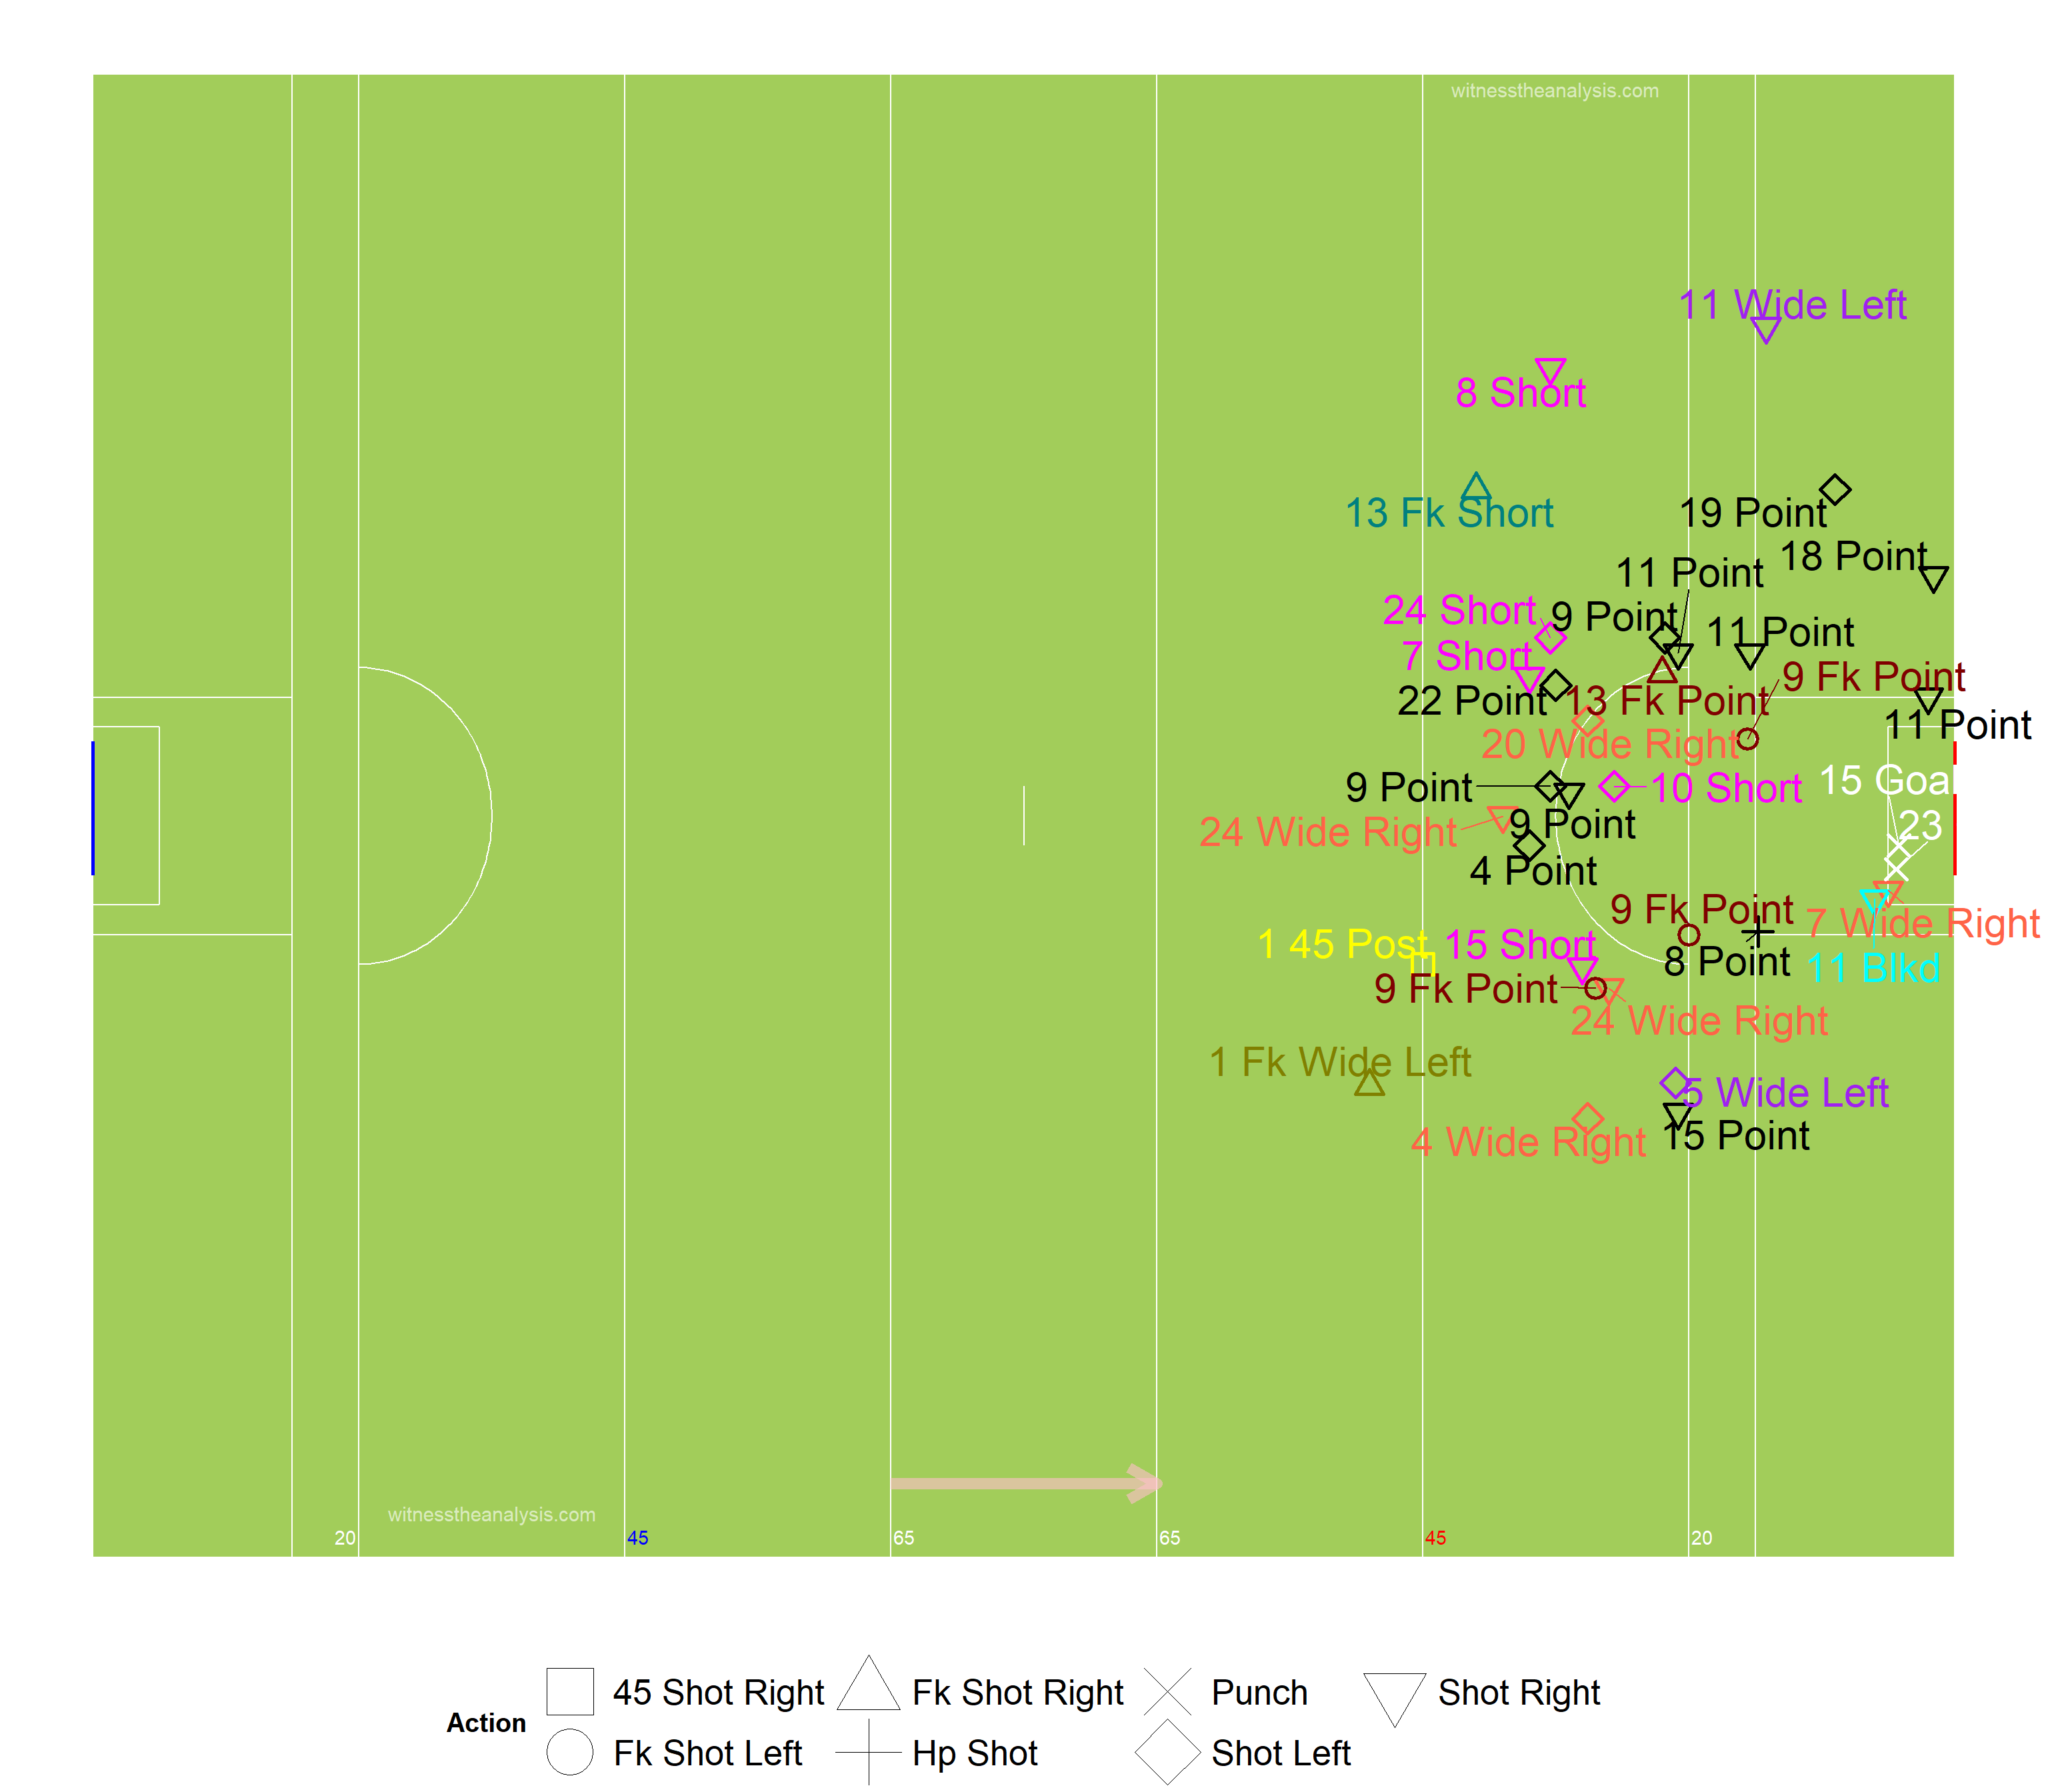 witnesstheanalysis.com
11 Wide Left
8 Short
13 Fk Short
19 Point
18 Point
11 Point
24 Short
9 Point
11 Point
7 Short
9 Fk Point
22 Point
13 Fk Point
11 Point
20 Wide Right
9 Point
10 Short
15 Goal
24 Wide Right
9 Point
23
4 Point
9 Fk Point
7 Wide Right
1 45 Post
15 Short
8 Point
11 Blkd
9 Fk Point
24 Wide Right
1 Fk Wide Left
5 Wide Left
4 Wide Right
15 Point
witnesstheanalysis.com
20
45
65
65
45
20
Action
45 Shot Right
Fk Shot Right
Punch
Shot Right
Fk Shot Left
Hp Shot
Shot Left